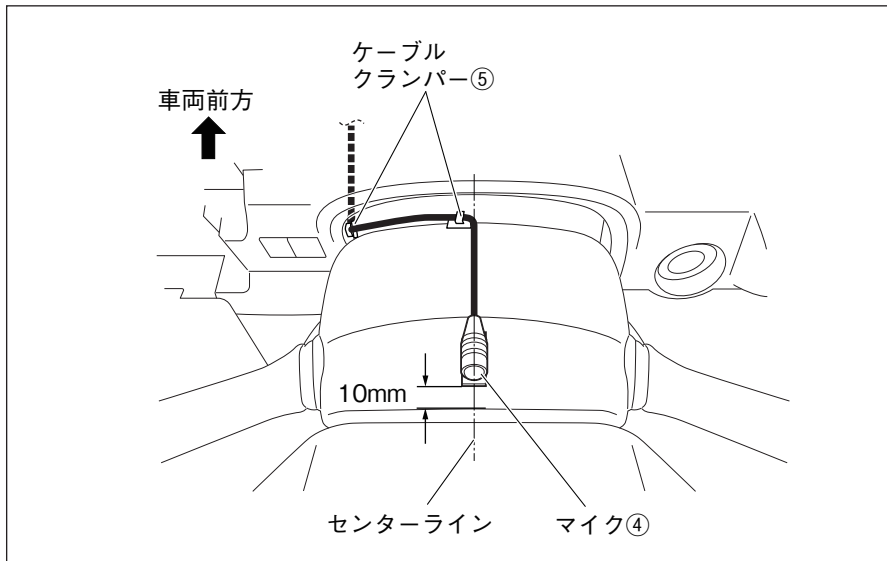 ケーブル
クランパー⑤
車両前方
10mm
センターライン
マイク④